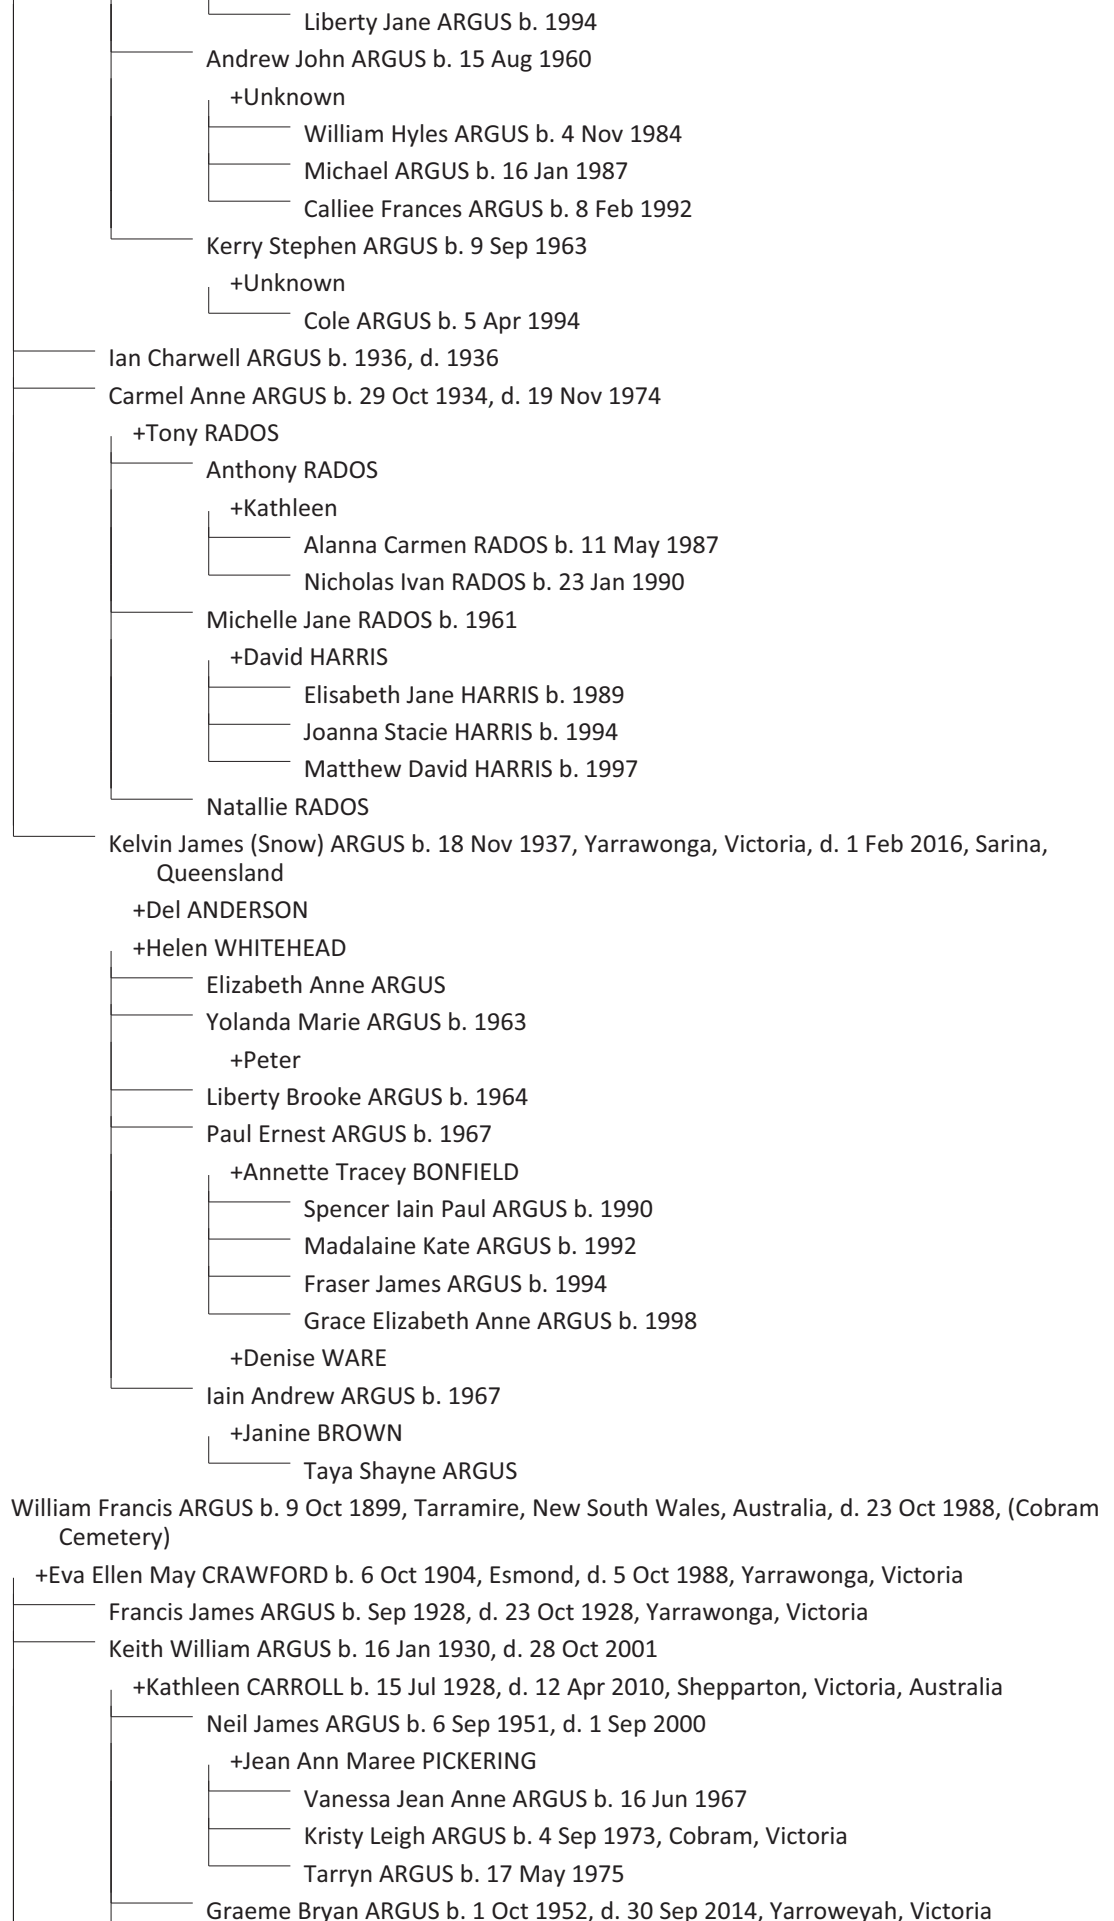 Liberty Jane ARGUS b. 1994
Andrew John ARGUS b. 15 Aug 1960
+Unknown
William Hyles ARGUS b. 4 Nov 1984
Michael ARGUS b. 16 Jan 1987
Calliee Frances ARGUS b. 8 Feb 1992
Kerry Stephen ARGUS b. 9 Sep 1963
+Unknown
Cole ARGUS b. 5 Apr 1994
Ian Charwell ARGUS b. 1936, d. 1936
Carmel Anne ARGUS b. 29 Oct 1934, d. 19 Nov 1974
+Tony RADOS
Anthony RADOS
+Kathleen
Alanna Carmen RADOS b. 11 May 1987
Nicholas Ivan RADOS b. 23 Jan 1990
Michelle Jane RADOS b. 1961
+David HARRIS
Elisabeth Jane HARRIS b. 1989
Joanna Stacie HARRIS b. 1994
Matthew David HARRIS b. 1997
Natallie RADOS
Kelvin James (Snow) ARGUS b. 18 Nov 1937, Yarrawonga, Victoria, d. 1 Feb 2016, Sarina,
Queensland
+Del ANDERSON
+Helen WHITEHEAD
Elizabeth Anne ARGUS
Yolanda Marie ARGUS b. 1963
+Peter
Liberty Brooke ARGUS b. 1964
Paul Ernest ARGUS b. 1967
+Annette Tracey BONFIELD
Spencer Iain Paul ARGUS b. 1990
Madalaine Kate ARGUS b. 1992
Fraser James ARGUS b. 1994
Grace Elizabeth Anne ARGUS b. 1998
+Denise WARE
Iain Andrew ARGUS b. 1967
+Janine BROWN
Taya Shayne ARGUS
William Francis ARGUS b. 9 Oct 1899, Tarramire, New South Wales, Australia, d. 23 Oct 1988, (Cobram
Cemetery)
+Eva Ellen May CRAWFORD b. 6 Oct 1904, Esmond, d. 5 Oct 1988, Yarrawonga, Victoria
Francis James ARGUS b. Sep 1928, d. 23 Oct 1928, Yarrawonga, Victoria
Keith William ARGUS b. 16 Jan 1930, d. 28 Oct 2001
+Kathleen CARROLL b. 15 Jul 1928, d. 12 Apr 2010, Shepparton, Victoria, Australia
Neil James ARGUS b. 6 Sep 1951, d. 1 Sep 2000
+Jean Ann Maree PICKERING
Vanessa Jean Anne ARGUS b. 16 Jun 1967
Kristy Leigh ARGUS b. 4 Sep 1973, Cobram, Victoria
Tarryn ARGUS b. 17 May 1975
Graeme Bryan ARGUS b. 1 Oct 1952, d. 30 Sep 2014, Yarroweyah, Victoria